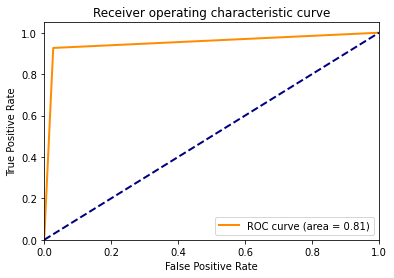 Receiver operating characteristic curve
True Positive Rate
1.0
0.8
0.6
0.4
0.2
0.0
ROC curve (area = 0.81)
0.0 0.2 0.4 0.6 0.8 1.0
False Positive Rate